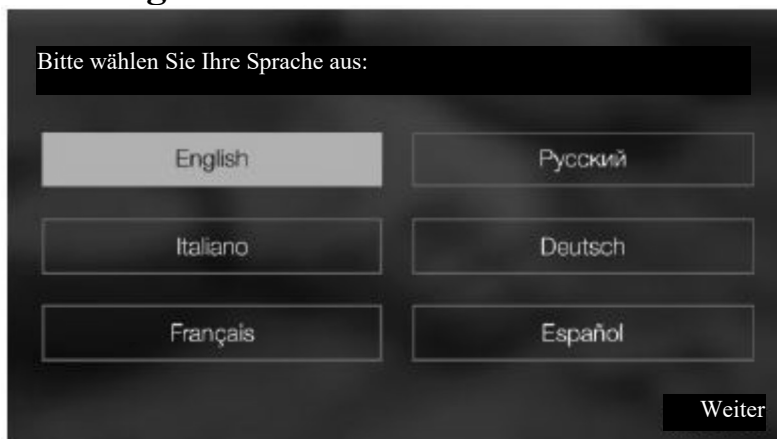 Bitte wählen Sie Ihre Sprache aus:
English
Русский
Italiano
Deutsch
Français
Español
Weiter